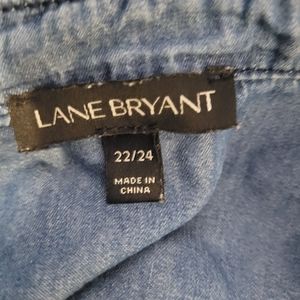 LANE BRYANT
22/24
MADE IN
CHINA